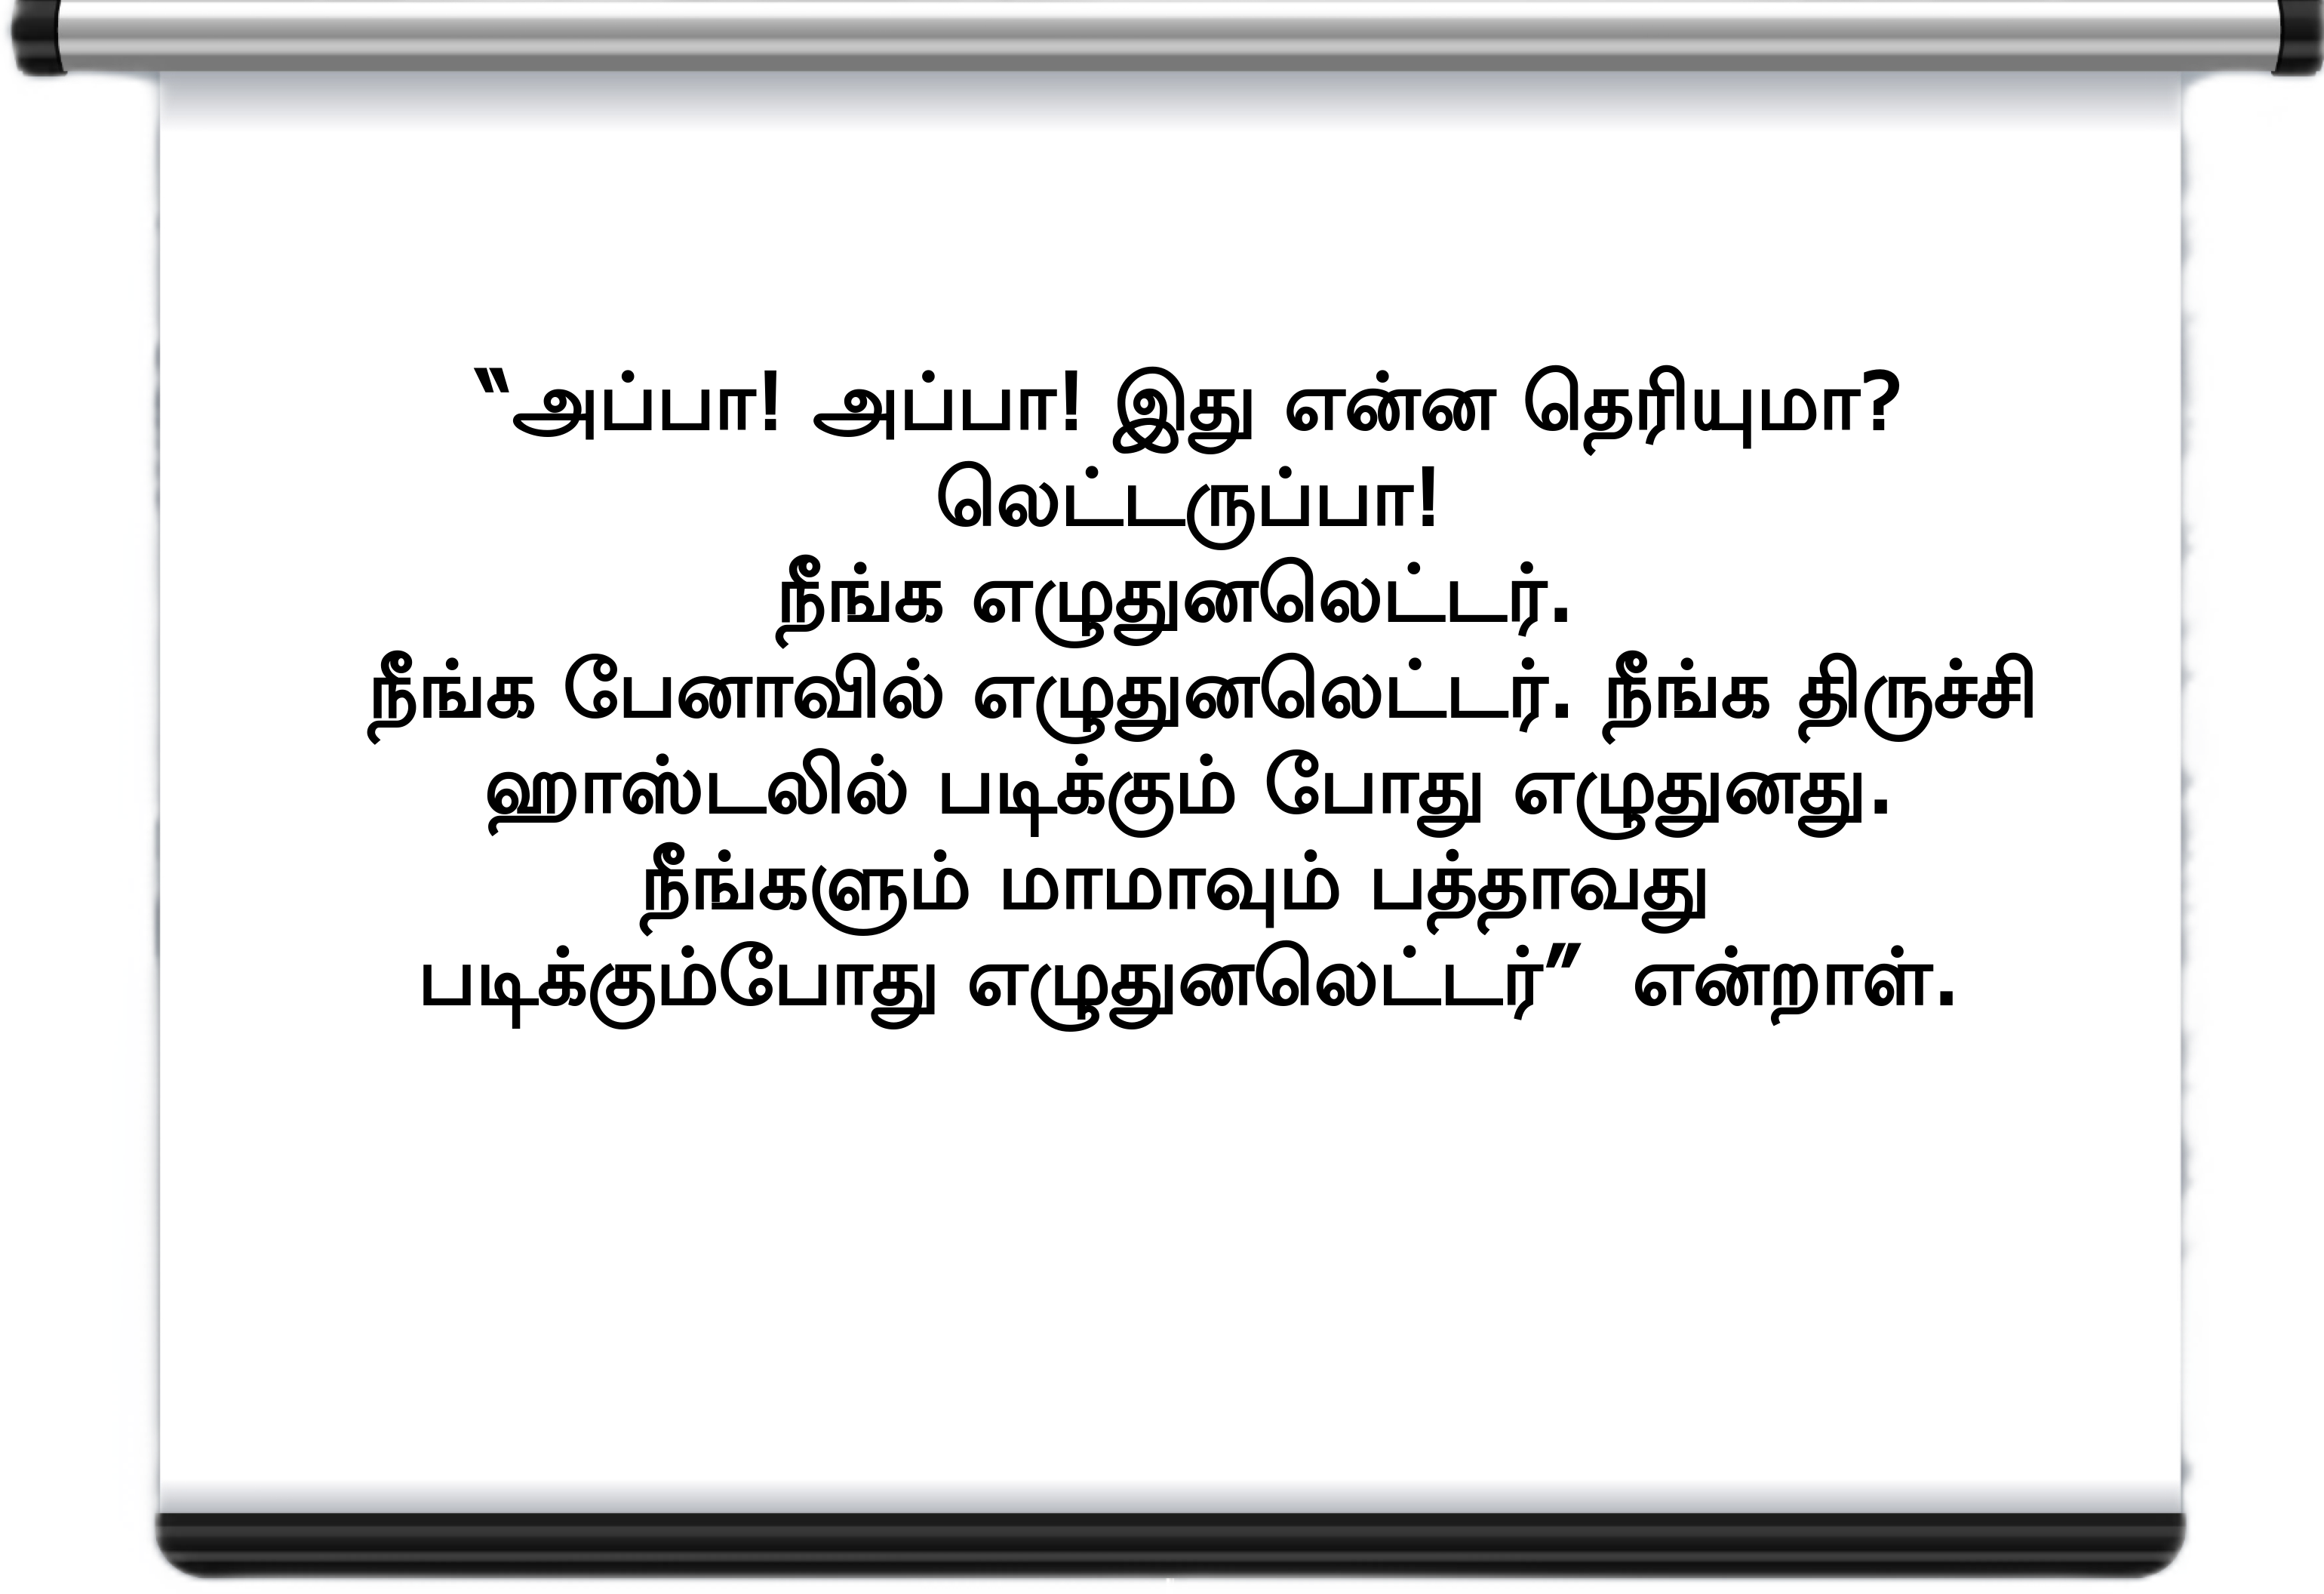 “அப்பா! அப்பா! இது என்ன தெரியுமா?
லெட்டருப்பா!
நீங்க எழுதுனலெட்டர்.
நீங்க பேனாவில் எழுதுனலெட்டர். நீங்க திருச்சி
ஹாஸ்டலில் படிக்கும் போது எழுதுனது.
நீங்களும் மாமாவும் பத்தாவது
படிக்கும்போது எழுதுனலெட்டர்” என்றாள்.